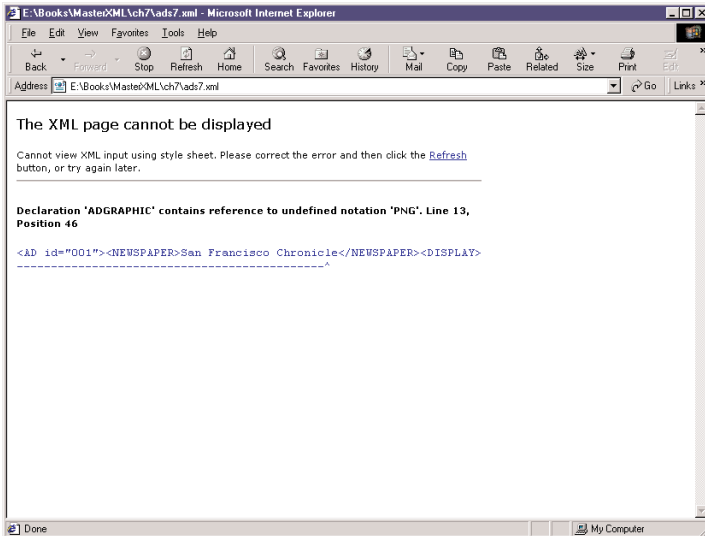 E:\Books\MasterXML\ch7\ads7.xml - Microsoft Internet Explorer
File Edit View Favorites Tools Help
Back Forward Stop Refresh Home Search Favorites History Mail Copy Paste Related Size Print Edit
Address E:\Books\MasterXML\ch7\ads7.xml Go Links »
The XML page cannot be displayed
Cannot view XML input using style sheet. Please correct the error and then click the Refresh
button, or try again later.
Declaration 'ADGRAPHIC' contains reference to undefined notation 'PNG'. Line 13,
Position 46
<AD id="001"><NEWSPAPER>San Francisco Chronicle</NEWSPAPER><DISPLAY>
---------------------------------------------^
Done My Computer